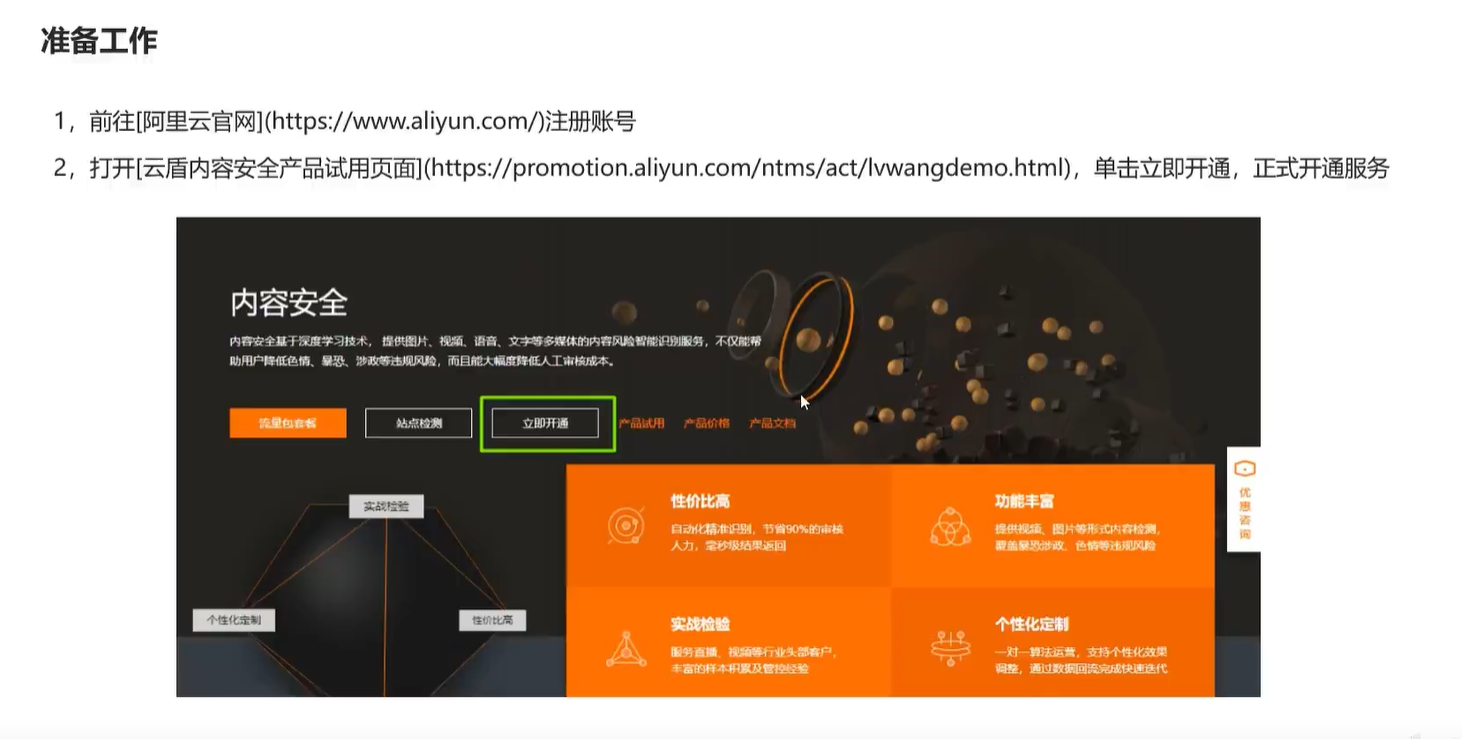 准备工作
1，前往[阿里云官网](https://www.aliyun.com/)注册账号
2，打开[云盾内容安全产品试用页面](https://promotion.aliyun.com/ntms/act/lvwangdemo.html)，单击立即开通，正式开通服务
内容安全
内容安全基于深度学习技术， 提供图片、视频、语音、文字等多媒体的内容风险智能识别服务，不仅能帮
助用户降低色情、暴恐、涉政等违规风险，而且能大幅度降低人工审核成本。
流量包套餐 站点检测 立即开通 产品试用 产品价格 产品文档
实战检验
个性化定制
性价比高
性价比高
自动化精准识别，节省90%的审核
人力，毫秒级结果返回
功能丰富
提供视频、图片等形式内容检测，
覆盖暴恐涉政、色情等违规风险
实战检验
服务直播、视频等行业头部客户，
丰富的样本积累及管控经验
个性化定制
一对一算法运营，支持个性化效果
调整，通过数据回流完成快速迭代
优惠咨询